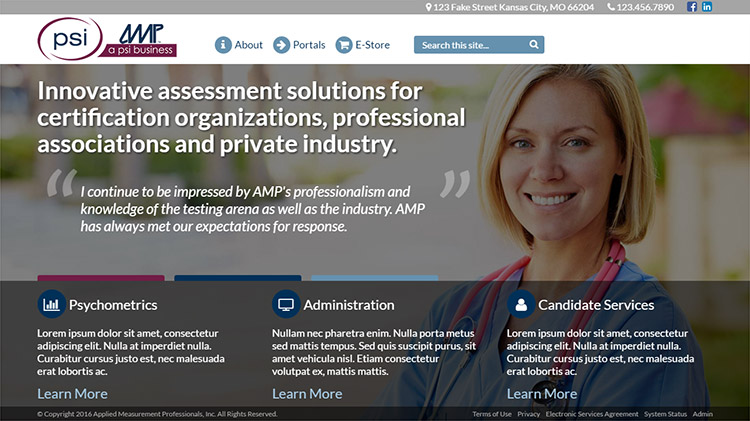 123 Fake Street Kansas City, MO 66204 123.456.7890
psi AMP
a psi business
About Portals E-Store Search this site...
Innovative assessment solutions for
certification organizations, professional
associations and private industry.
“ I continue to be impressed by AMP's professionalism and ”
knowledge of the testing arena as well as the industry. AMP
has always met our expectations for response.
Psychometrics
Lorem ipsum dolor sit amet, consectetur
adipiscing elit. Nulla at imperdiet nulla.
Curabitur cursus justo est, nec malesuada
erat lobortis ac.
Learn More
Administration
Nullam nec pharetra enim. Nulla porta metus
sed mattis tempus. Sed quis suscipit purus, sit
amet vehicula nisl. Etiam consectetur
volutpat ex, mattis mattis.
Learn More
Candidate Services
Lorem ipsum dolor sit amet, consectetur
adipiscing elit. Nulla at imperdiet nulla.
Curabitur cursus justo est, nec malesuada
erat lobortis ac.
Learn More
© Copyright 2016 Applied Measurement Professionals, Inc. All Rights Reserved. Terms of Use Privacy Electronic Services Agreement System Status Admin